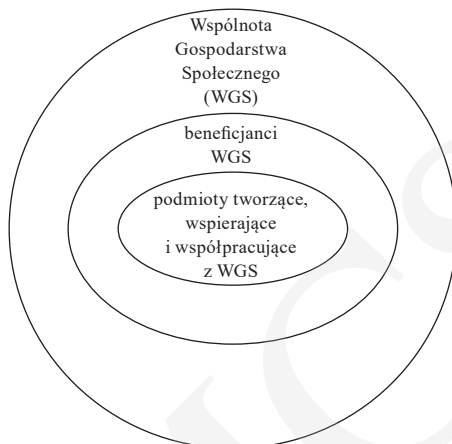 Wspólnota
Gospodarstwa
Społecznego
(WGS)
beneficjanci
WGS
podmioty tworzące,
wspierające
i współpracujące
z WGS